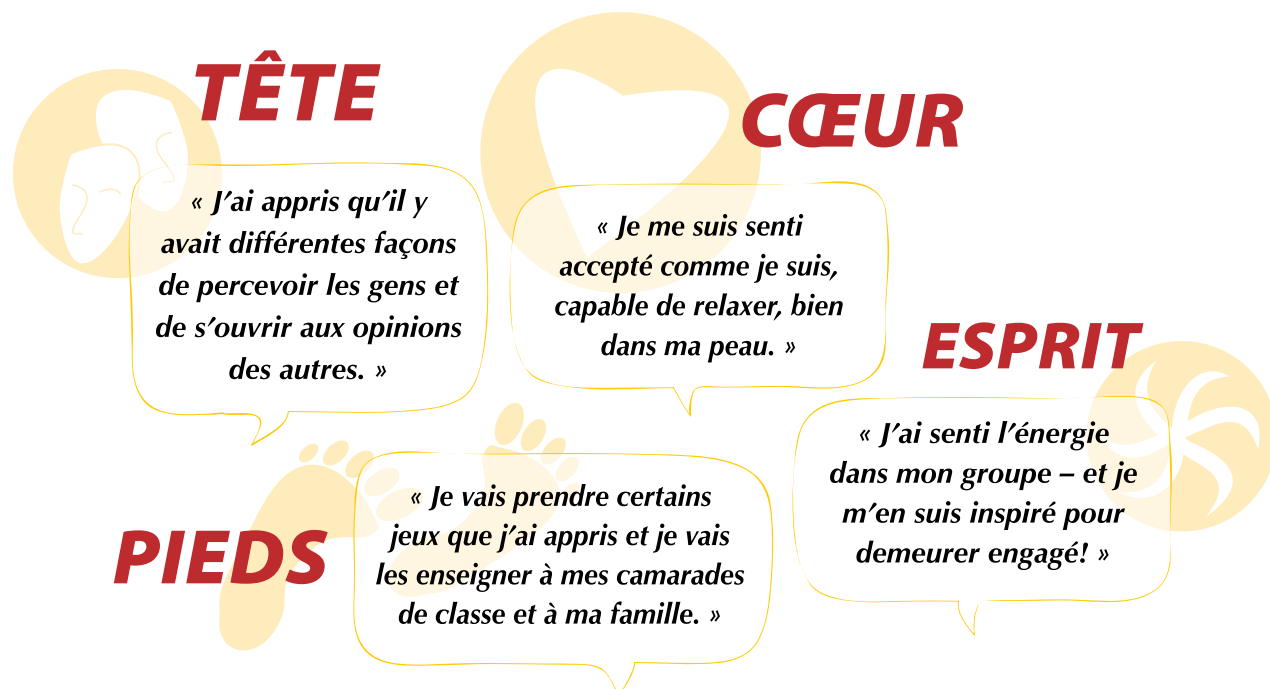 TÊTE
« J’ai appris qu’il y
avait différentes façons
de percevoir les gens et
de s’ouvrir aux opinions
des autres. »
CŒUR
« Je me suis senti
accepté comme je suis,
capable de relaxer, bien
dans ma peau. »
ESPRIT
« J’ai senti l’énergie
dans mon groupe – et je
m’en suis inspiré pour
demeurer engagé! »
PIEDS
« Je vais prendre certains
jeux que j’ai appris et je vais
les enseigner à mes camarades
de classe et à ma famille. »